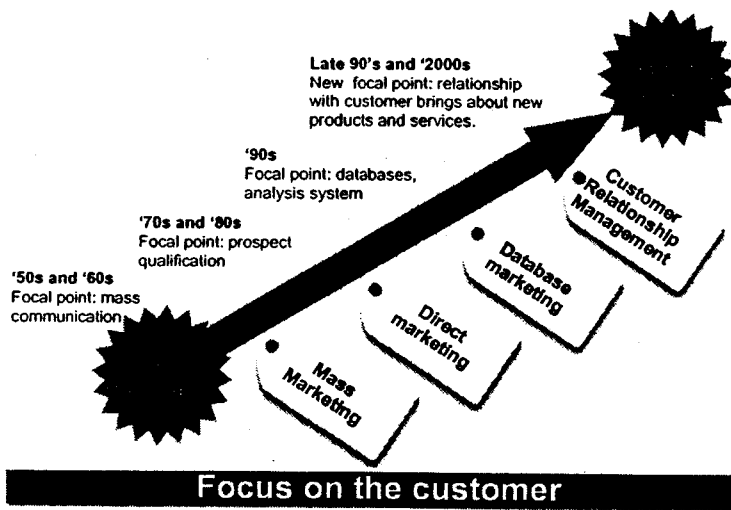 Late 90's and '2000s
New focal point: relationship
with customer brings about new
products and services.
'90s
Focal point: databases,
analysis system
'70s and '80s
Focal point: prospect
qualification
'50s and '60s
Focal point: mass
communication
Customer
Relationship
Management
Database
marketing
Direct
marketing
Mass
Marketing
Focus on the customer